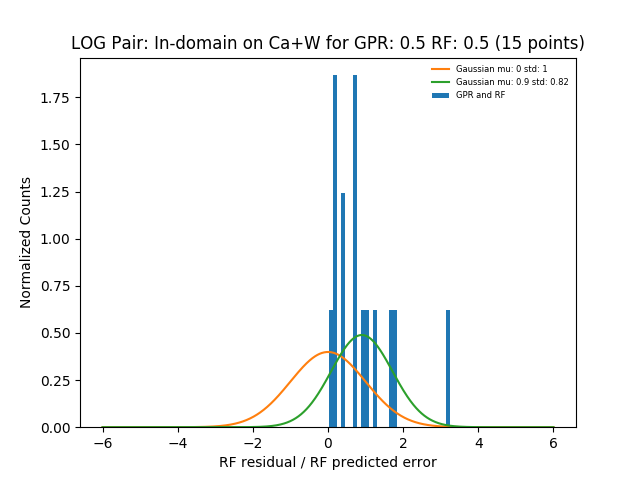 LOG Pair: In-domain on Ca+W for GPR: 0.5 RF: 0.5 (15 points)
Gaussian mu: 0 std: 1
Gaussian mu: 0.9 std: 0.82
GPR and RF
Normalized Counts
1.75
1.50
1.25
1.00
0.75
0.50
0.25
0.00
−6 −4 −2 0 2 4 6
RF residual / RF predicted error